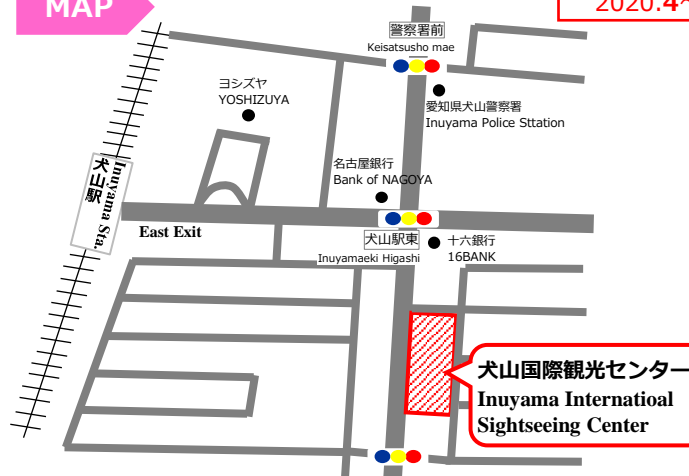 MAP
2020.4~
警察署前
Keisatsusho mae
ヨシズヤ
YOSHIZUYA
愛知県犬山警察署
Inuyama Police Sttation
名古屋銀行
Bank of NAGOYA
犬山駅
Inuyama Sta.
East Exit
犬山駅東
Inuyamaeki Higashi
十六銀行
16BANK
犬山国際観光センター
Inuyama Internatioal
Sightseeing Center